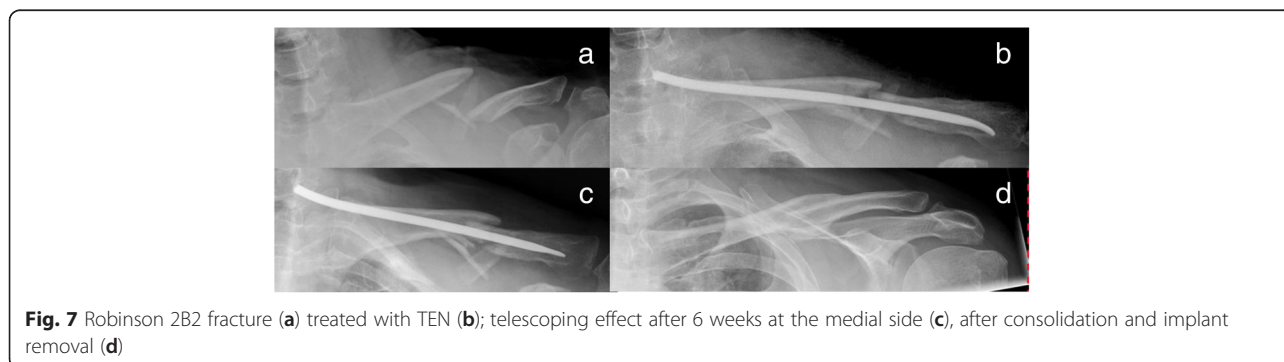 a
b
c
d
Fig. 7 Robinson 2B2 fracture (a) treated with TEN (b); telescoping effect after 6 weeks at the medial side (c), after consolidation and implant
removal (d)